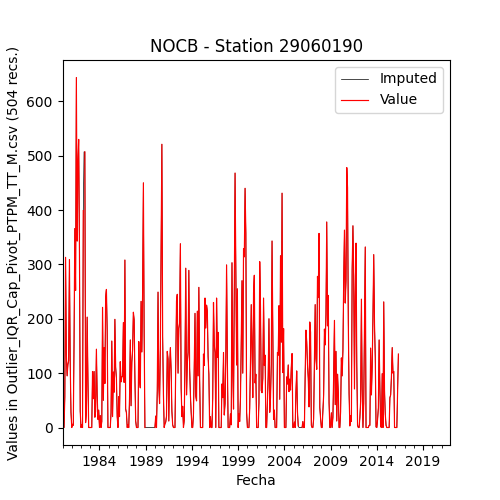 NOCB - Station 29060190
Imputed
Value
Values in Outlier_IQR_Cap_Pivot_PTPM_TT_M.csv (504 recs.)
600
500
400
300
200
100
0
1984 1989 1994 1999 2004 2009 2014 2019
Fecha